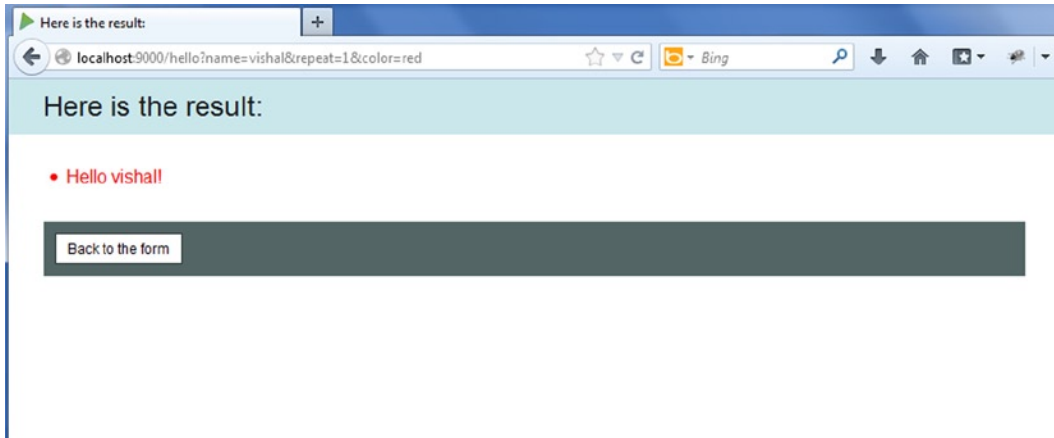 Here is the result:
localhost:9000/hello?name=vishal&repeat=1&color=red
Bing
Here is the result:
Hello vishal!
Back to the form